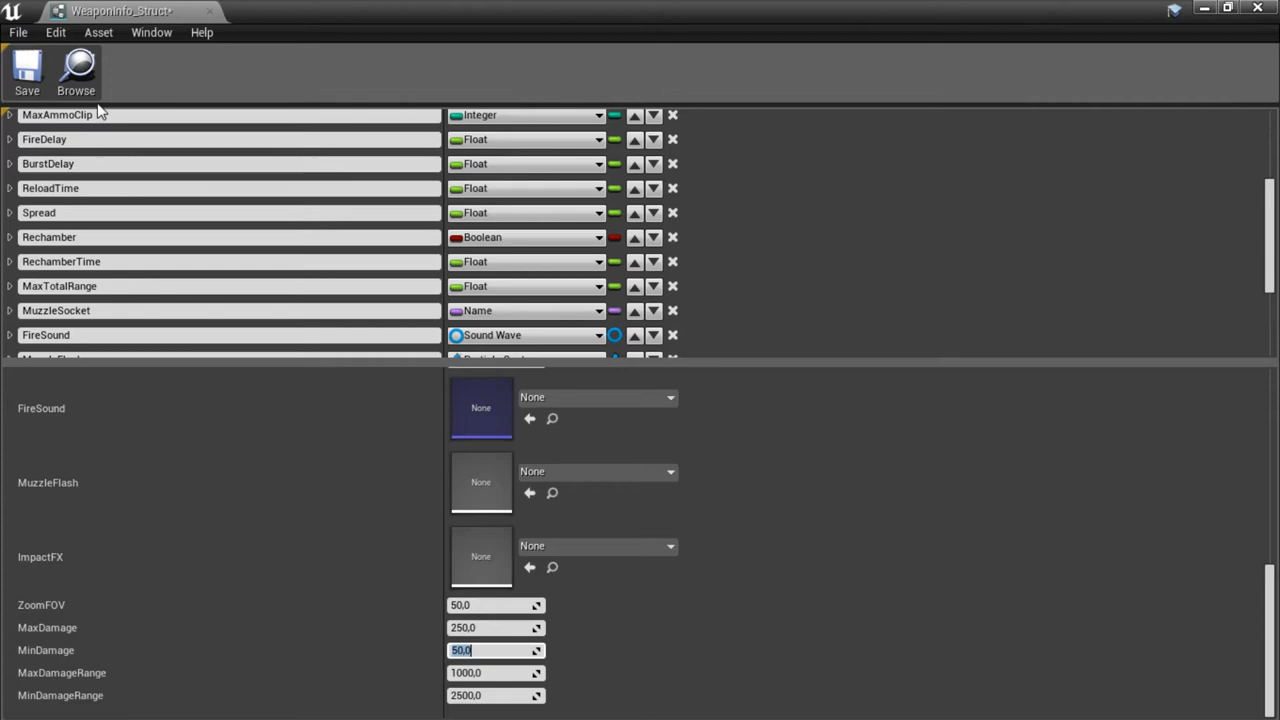 WeaponInfo_Struct*
File Edit Asset Window Help
Save Browse
MaxAmmoClip Integer
FireDelay Float
BurstDelay Float
ReloadTime Float
Spread Float
Rechamber Boolean
RechamberTime Float
MaxTotalRange Float
MuzzleSocket Name
FireSound Sound Wave
FireSound None None
MuzzleFlash None None
ImpactFX None None
ZoomFOV 50,0
MaxDamage 250,0
MinDamage 50,0
MaxDamageRange 1000,0
MinDamageRange 2500,0